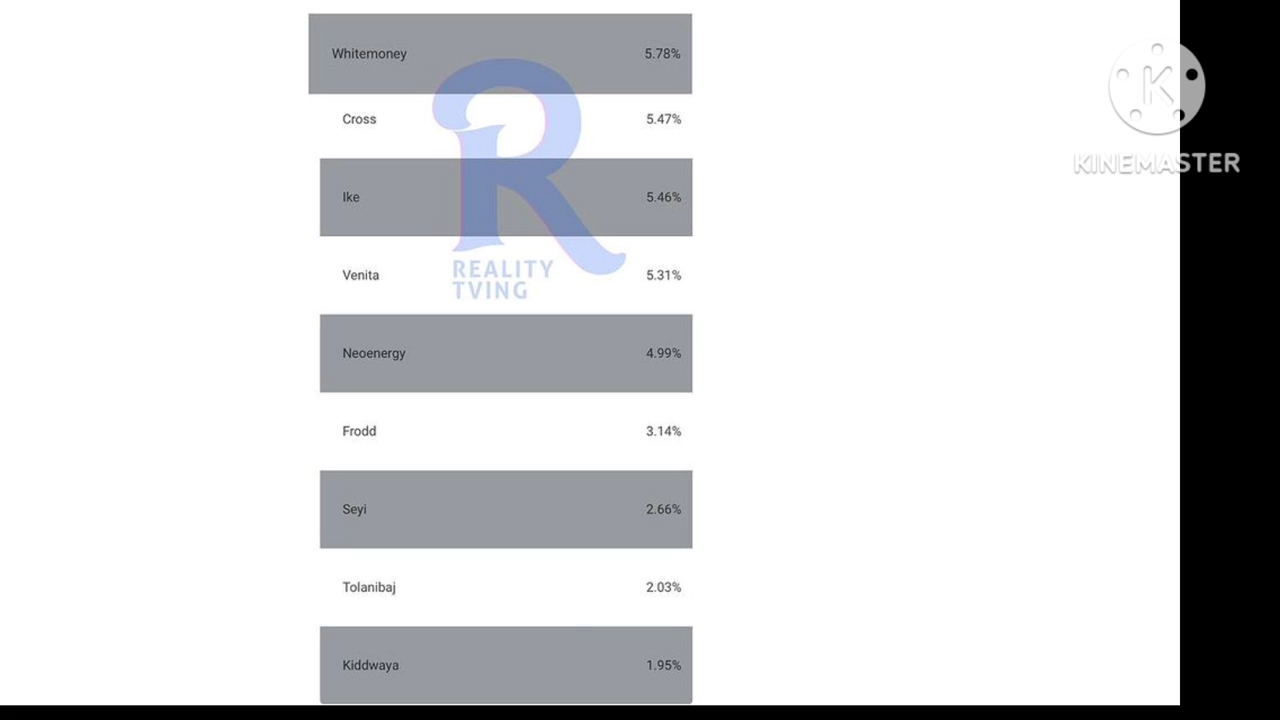 Whitemoney 5.78%
Cross 5.47%
Ike 5.46%
REALITY
TVING
Venita 5.31%
Neoenergy 4.99%
Frodd 3.14%
Seyi 2.66%
Tolanibaj 2.03%
Kiddwaya 1.95%
R
K
KINEMASTER